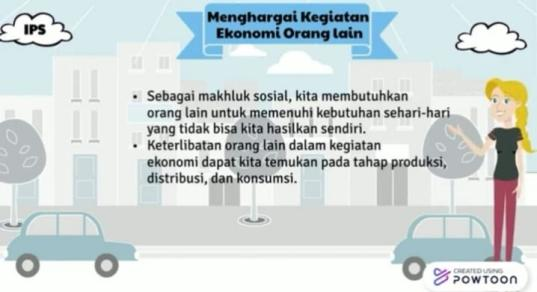 IPS
Menghargai Kegiatan
Ekonomi Orang lain
• Sebagai makhluk sosial, kita membutuhkan
orang lain untuk memenuhi kebutuhan sehari-hari
yang tidak bisa kita hasilkan sendiri.
• Keterlibatan orang lain dalam kegiatan
ekonomi dapat kita temukan pada tahap produksi,
distribusi, dan konsumsi.
CREATED USING
POWTOON